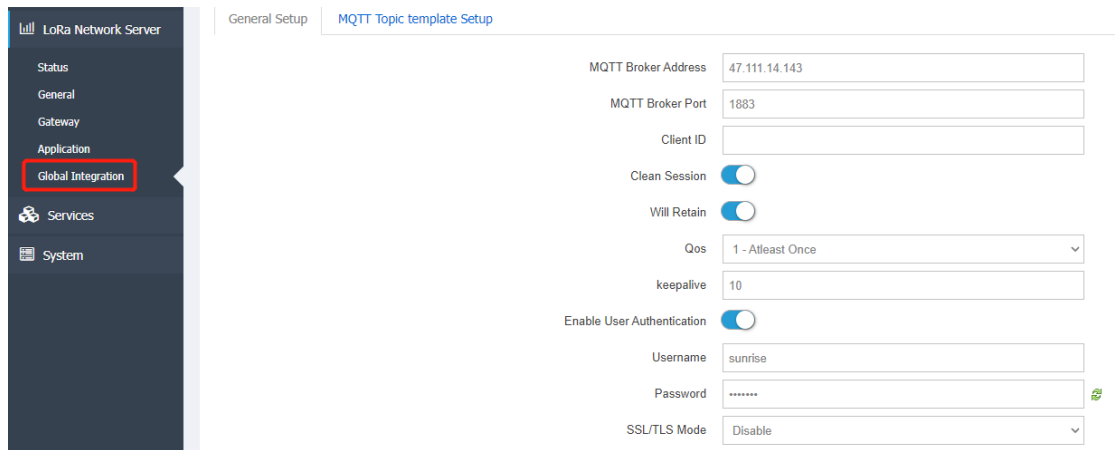 LoRa Network Server
Status
General
Gateway
Application
Global Integration
Services
System
General Setup
MQTT Topic template Setup
MQTT Broker Address 47.111.14.143
MQTT Broker Port 1883
Client ID
Clean Session
Will Retain
Qos 1 - Atleast Once
keepalive 10
Enable User Authentication
Username sunrise
Password •••••••
SSL/TLS Mode Disable